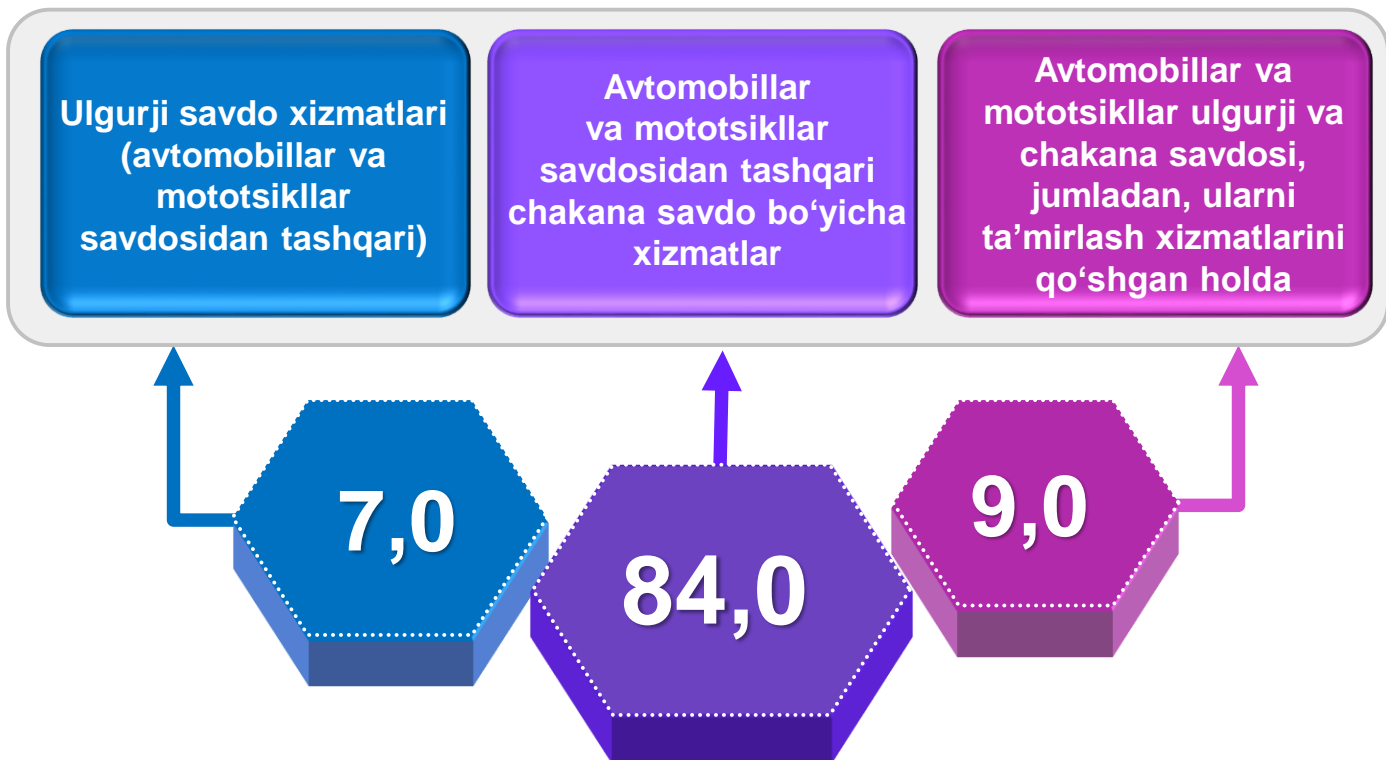 Ulgurji savdo xizmatlari
(avtomobillar va
mototsikllar
savdosidan tashqari)
Avtomobillar
va mototsikllar
savdosidan tashqari
chakana savdo bo‘yicha
xizmatlar
Avtomobillar va
mototsikllar ulgurji va
chakana savdosi,
jumladan, ularni
ta’mirlash xizmatlarini
qo‘shgan holda
7,0
84,0
9,0